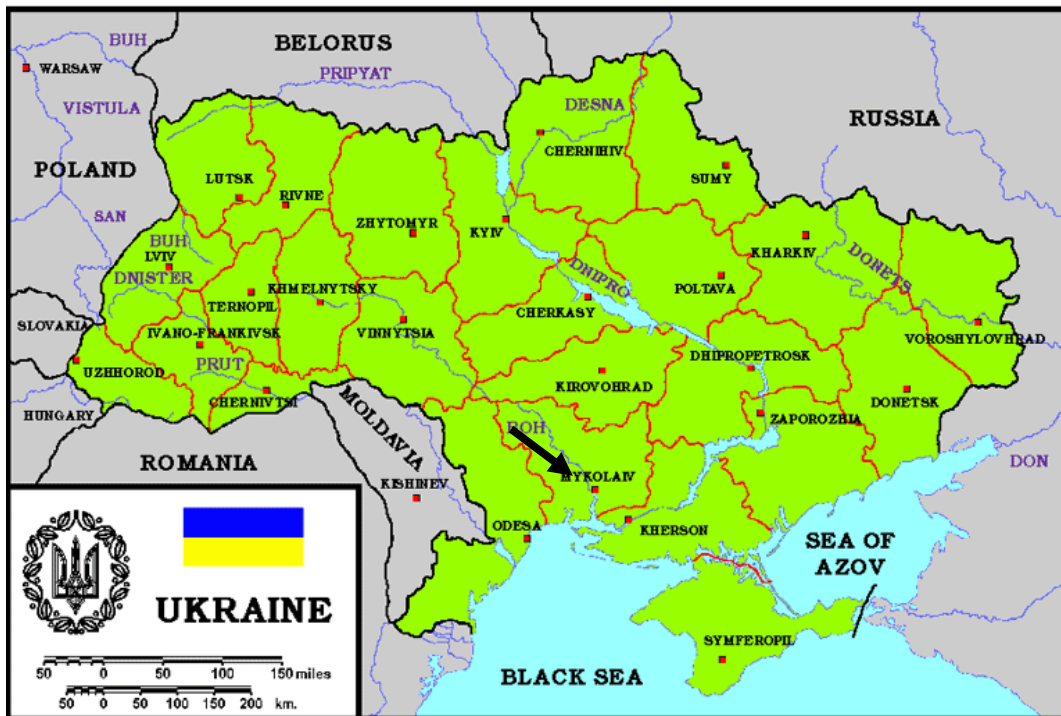 BUH
BELORUS
WARSAW
PRIPYAT
VISTULA
DESNA
RUSSIA
CHERNIHIV
POLAND
SUMY
LUTSK
RIVNE
SAN
ZHYTOMYR
KYIV
KHARKIV
BUH
LVIV
DONETS
DNISTER
DNIPRO
KHMELNYTSKY
POLTAVA
TERNOPIL
CHERKASY
SLOVAKIA
IVANO-FRANKIVSK
VINNYTSIA
VOROSHYLOVHRAD
UZHHOROD
PRUT
DHIPROPETROSK
KIROVOHRAD
CHERNIVTSI
DONETSK
HUNGARY
MOLDAVIA
ZAPOROZHIA
ROMANIA
DON
KISHINEV
ODESA
KHERSON
SEA OF
AZOV
UKRAINE
SYMFEROPIL
50 0 50 100 150 miles
BLACK SEA
50 0 50 100 150 200 km.